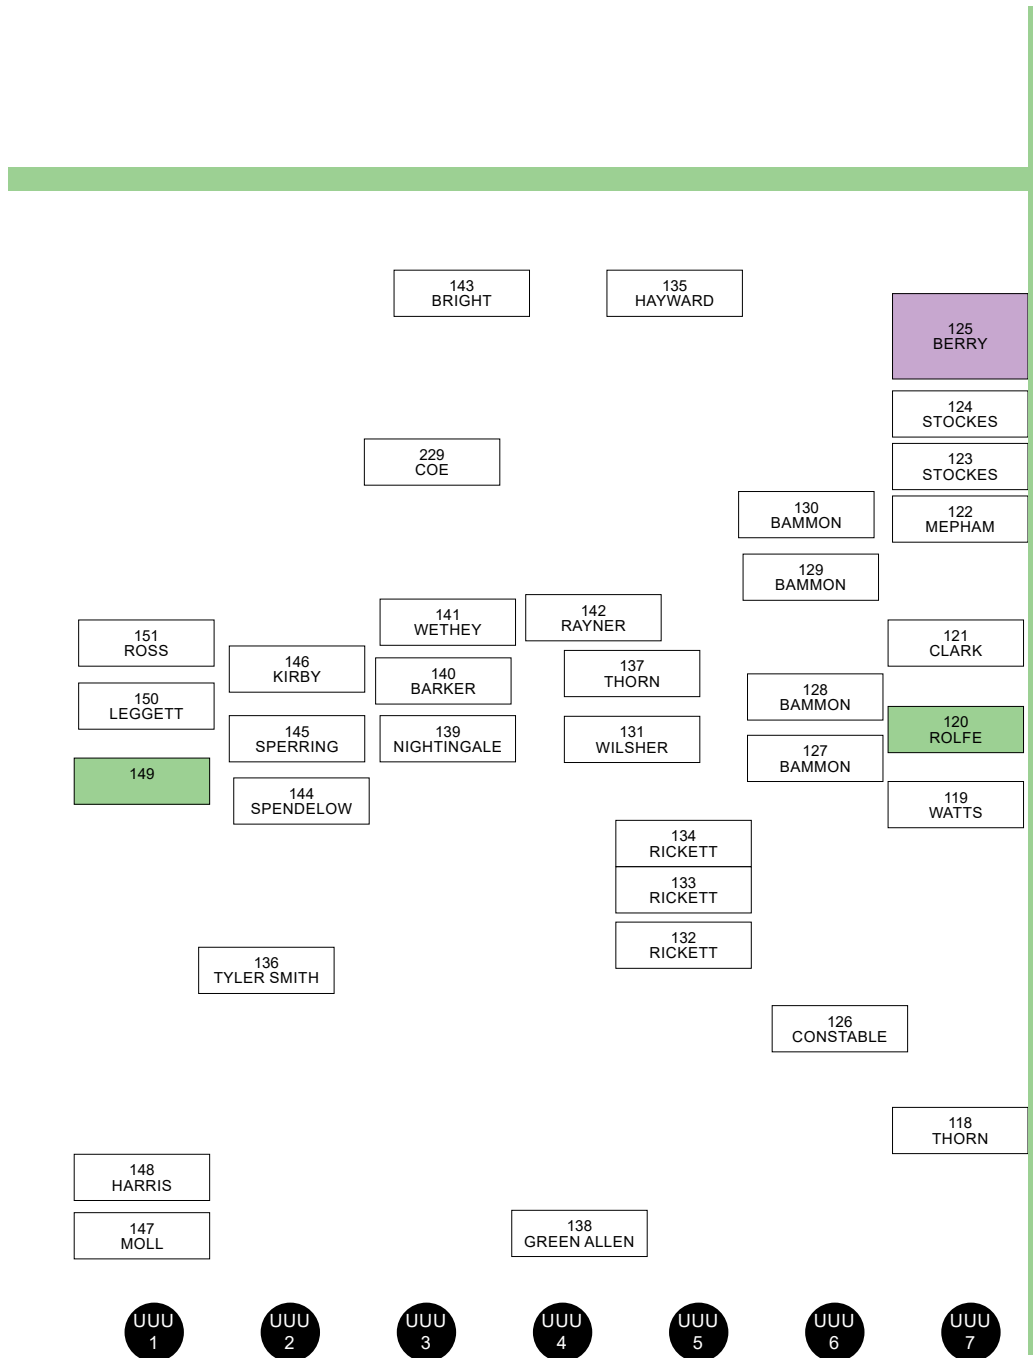 143
BRIGHT
135
HAYWARD
125
BERRY
124
STOCKES
229
COE
123
STOCKES
130
BAMMON
122
MEPHAM
129
BAMMON
142
RAYNER
141
WETHEY
151
ROSS
121
CLARK
146
KIRBY
137
THORN
140
BARKER
128
BAMMON
150
LEGGETT
120
ROLFE
145
SPERRING
139
NIGHTINGALE
131
WILSHER
127
BAMMON
149
144
SPENDELOW
119
WATTS
134
RICKETT
133
RICKETT
132
RICKETT
136
TYLER SMITH
126
CONSTABLE
118
THORN
148
HARRIS
138
GREEN ALLEN
147
MOLL
UUU
1
UUU
2
UUU
3
UUU
4
UUU
5
UUU
6
UUU
7